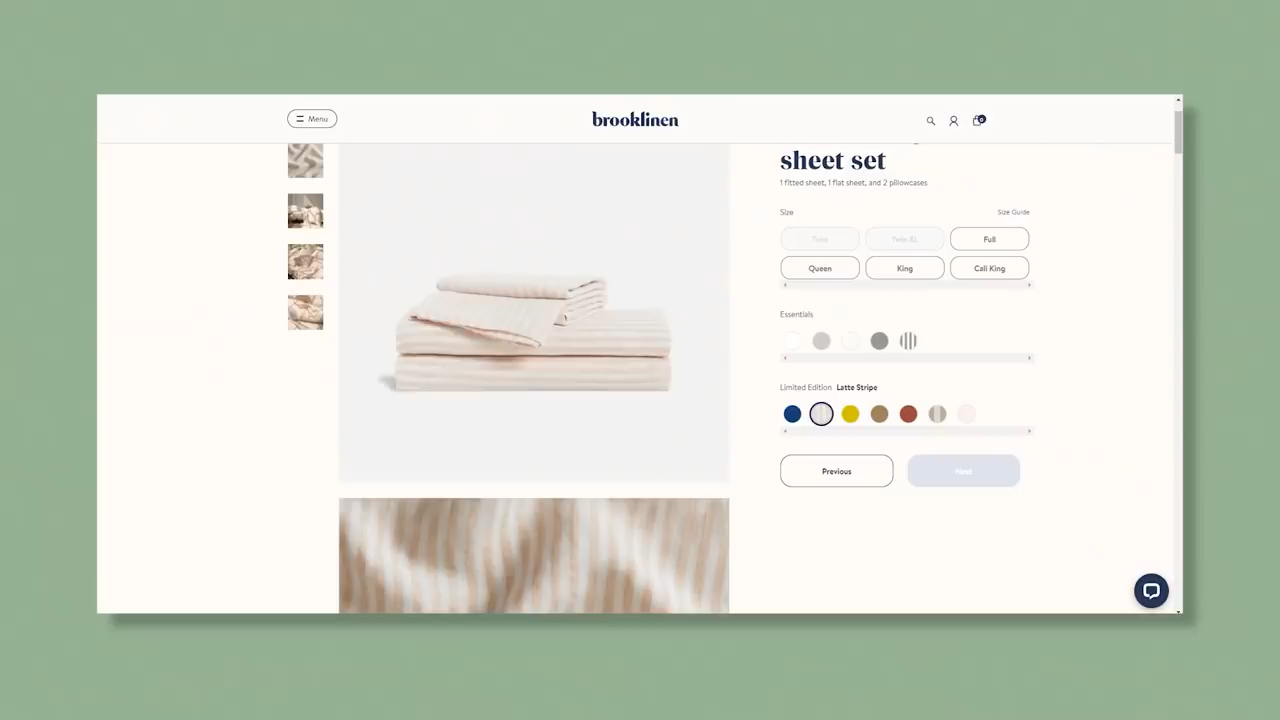 Menu
brooklinen
0
sheet set
1 fitted sheet, 1 flat sheet, and 2 pillowcases
Size
Size Guide
Twin
Twin XL
Full
Queen
King
Cali King
Essentials
Limited Edition Latte Stripe
Previous
Next